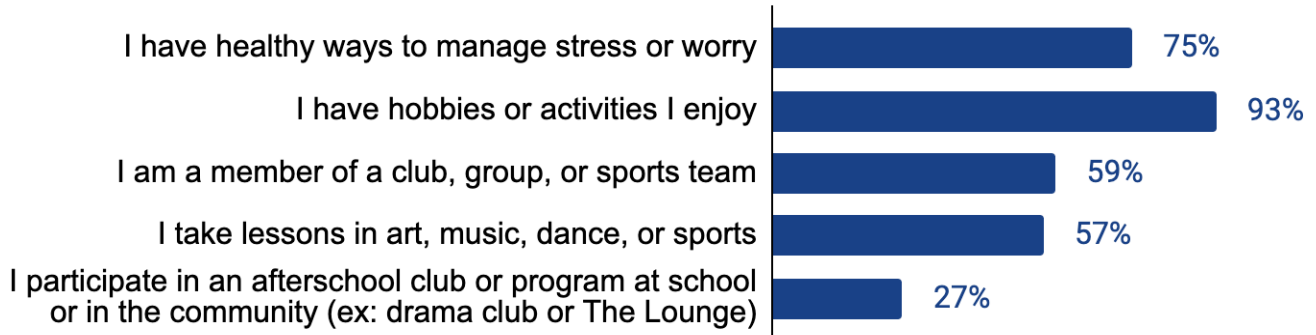 I have healthy ways to manage stress or worry 75%
I have hobbies or activities I enjoy 93%
I am a member of a club, group, or sports team 59%
I take lessons in art, music, dance, or sports 57%
I participate in an afterschool club or program at school
or in the community (ex: drama club or The Lounge) 27%